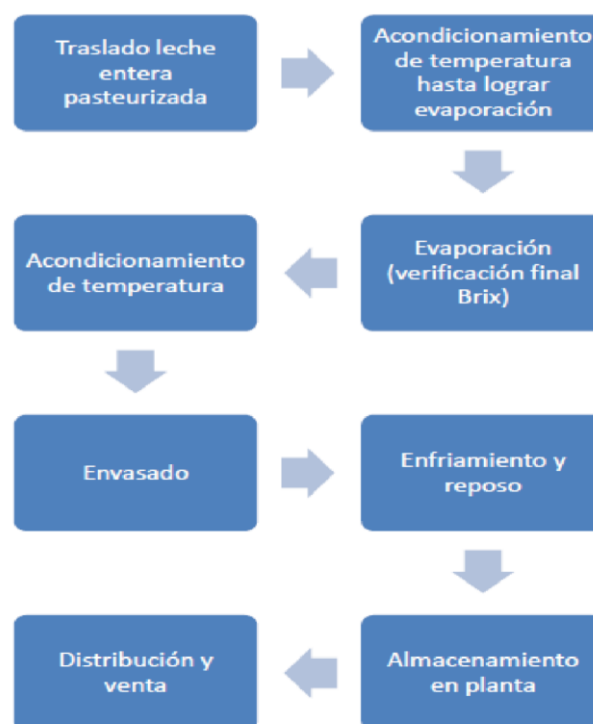 Traslado leche
entera
pasteurizada
Acondicionamiento
de temperatura
hasta lograr
evaporación
Evaporación
(verificación final
Brix)
Acondicionamiento
de temperatura
Envasado
Enfriamiento y
reposo
Almacenamiento
en planta
Distribución y
venta